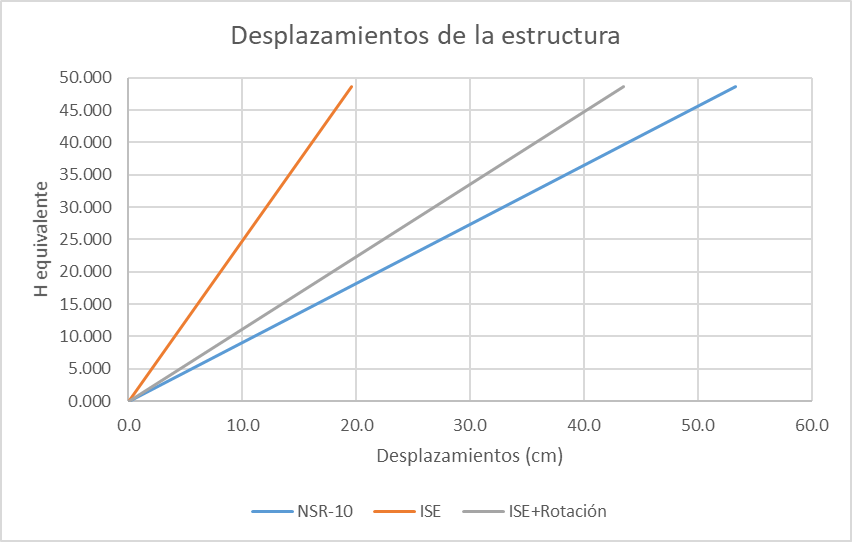 Desplazamientos de la estructura
50.000
45.000
40.000
35.000
30.000
25.000
20.000
15.000
10.000
5.000
0.000
H equivalente
0.0 10.0 20.0 30.0 40.0 50.0 60.0
Desplazamientos (cm)
NSR-10 ISE ISE+Rotación